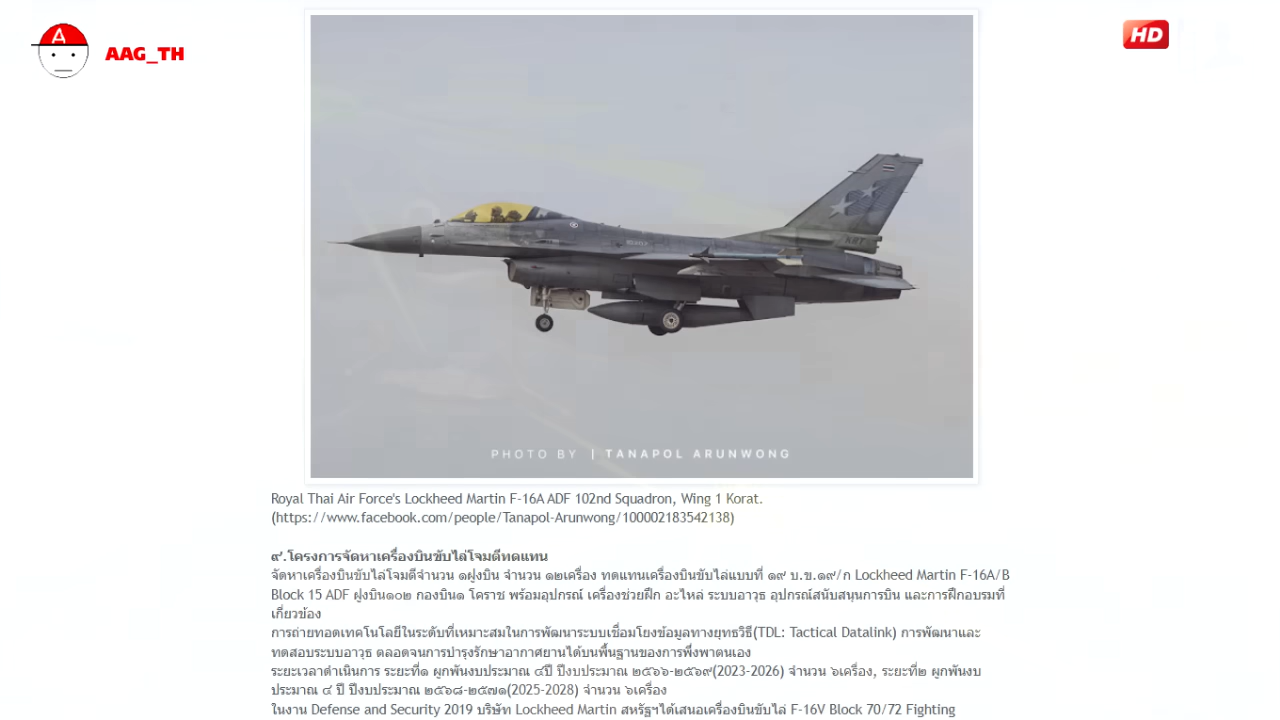 A
AAG_TH
HD
PHOTO BY | TANAPOL ARUNWONG
Royal Thai Air Force's Lockheed Martin F-16A ADF 102nd Squadron, Wing 1 Korat.
(https://www.facebook.com/people/Tanapol-Arunwong/100002183542138)
๙.โครงการจัดหาเครื่องบินขับไล่โจมตีทดแทน
จัดหาเครื่องบินขับไล่โจมตีจำนวน ๑ฝูงบิน จำนวน ๑๒เครื่อง ทดแทนเครื่องบินขับไล่แบบที่ ๑๙ บ.ข.๑๙/ก Lockheed Martin F-16A/B
Block 15 ADF ฝูงบิน๑๐๒ กองบิน๑ โคราช พร้อมอุปกรณ์ เครื่องช่วยฝึก อะไหล่ ระบบอาวุธ อุปกรณ์สนับสนุนการบิน และการฝึกอบรมที่
เกี่ยวข้อง
การถ่ายทอดเทคโนโลยีในระดับที่เหมาะสมในการพัฒนาระบบเชื่อมโยงข้อมูลทางยุทธวิธี(TDL: Tactical Datalink) การพัฒนาและ
ทดสอบระบบอาวุธ ตลอดจนการบำรุงรักษาอากาศยานได้บนพื้นฐานของการพึ่งพาตนเอง
ระยะเวลาดำเนินการ ระยะที่๑ ผูกพันงบประมาณ ๔ปี ปีงบประมาณ ๒๕๖๖-๒๕๖๙(2023-2026) จำนวน ๖เครื่อง, ระยะที่๒ ผูกพันงบ
ประมาณ ๔ ปี ปีงบประมาณ ๒๕๖๘-๒๕๗๑(2025-2028) จำนวน ๖เครื่อง
ในงาน Defense and Security 2019 บริษัท Lockheed Martin สหรัฐฯได้เสนอเครื่องบินขับไล่ F-16V Block 70/72 Fighting